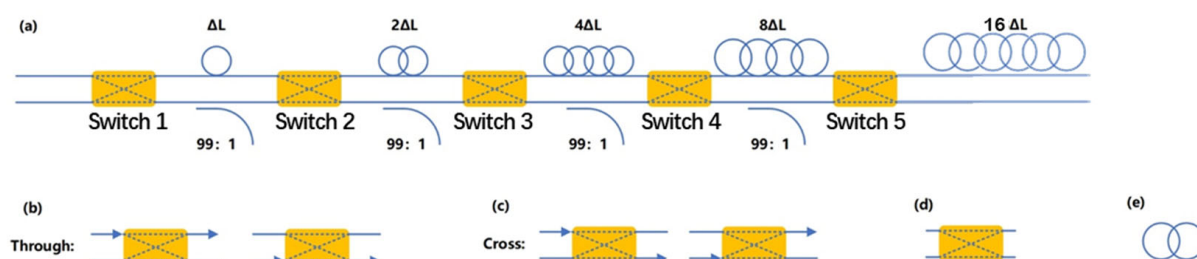 (a) ΔL 2ΔL 4ΔL 8ΔL 16 ΔL
Switch 1 Switch 2 Switch 3 Switch 4 Switch 5
99: 1 99: 1 99: 1 99: 1
(b) (c) (d) (e)
Through: Cross: